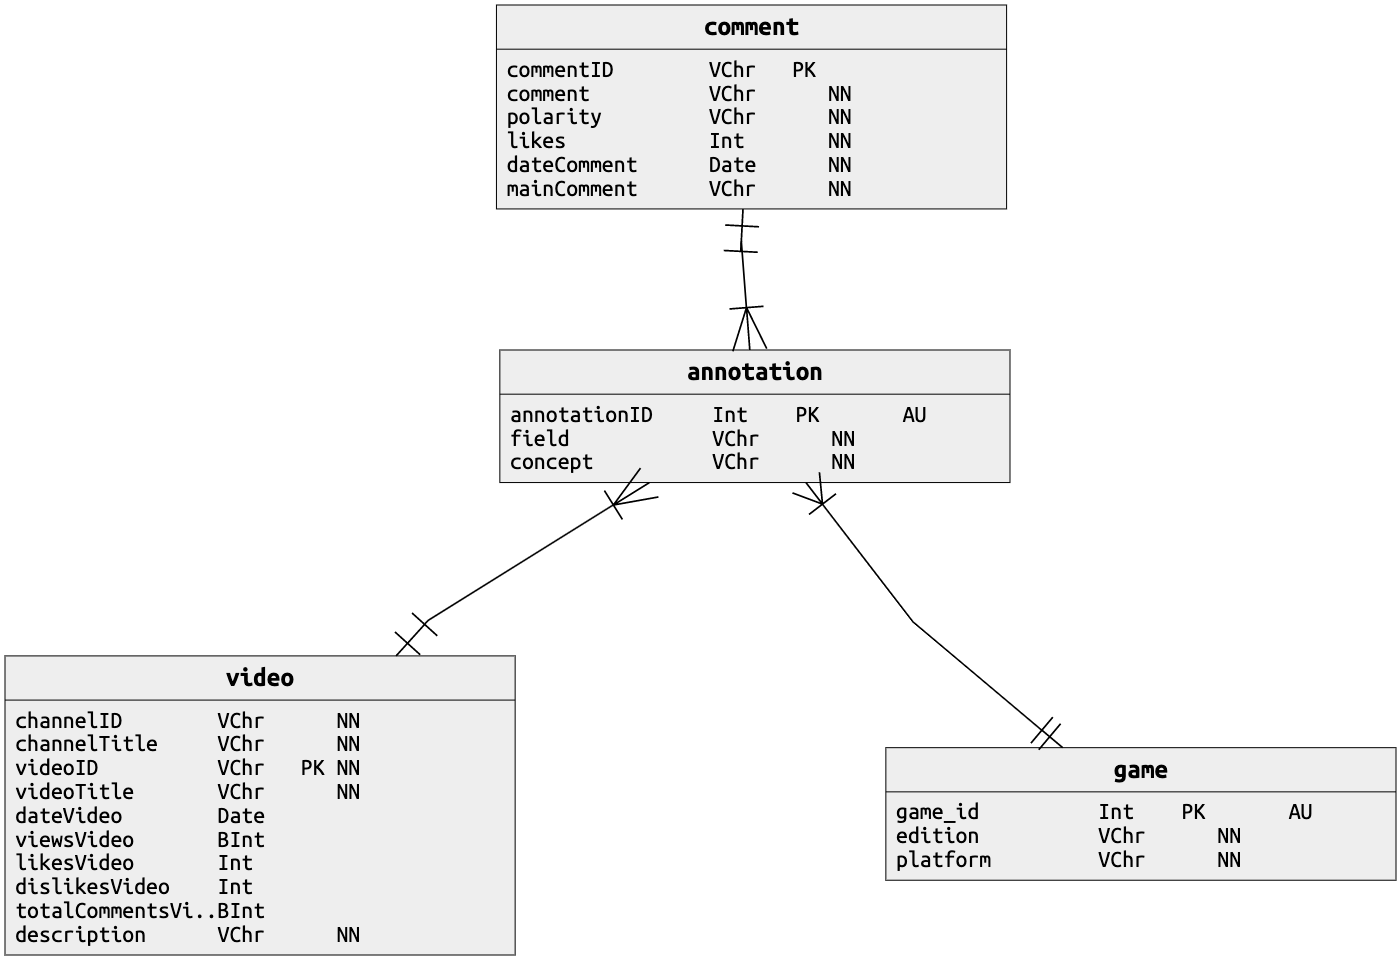 comment
commentID VChr PK
comment VChr NN
polarity VChr NN
likes Int NN
dateComment Date NN
mainComment VChr NN
annotation
annotationID Int PK AU
field VChr NN
concept VChr NN
video
channelID VChr NN
channelTitle VChr NN
videoID VChr PK NN
videoTitle VChr NN
dateVideo Date
viewsVideo BInt
likesVideo Int
dislikesVideo Int
totalCommentsVi..BInt
description VChr NN
game
game_id Int PK AU
edition VChr NN
platform VChr NN